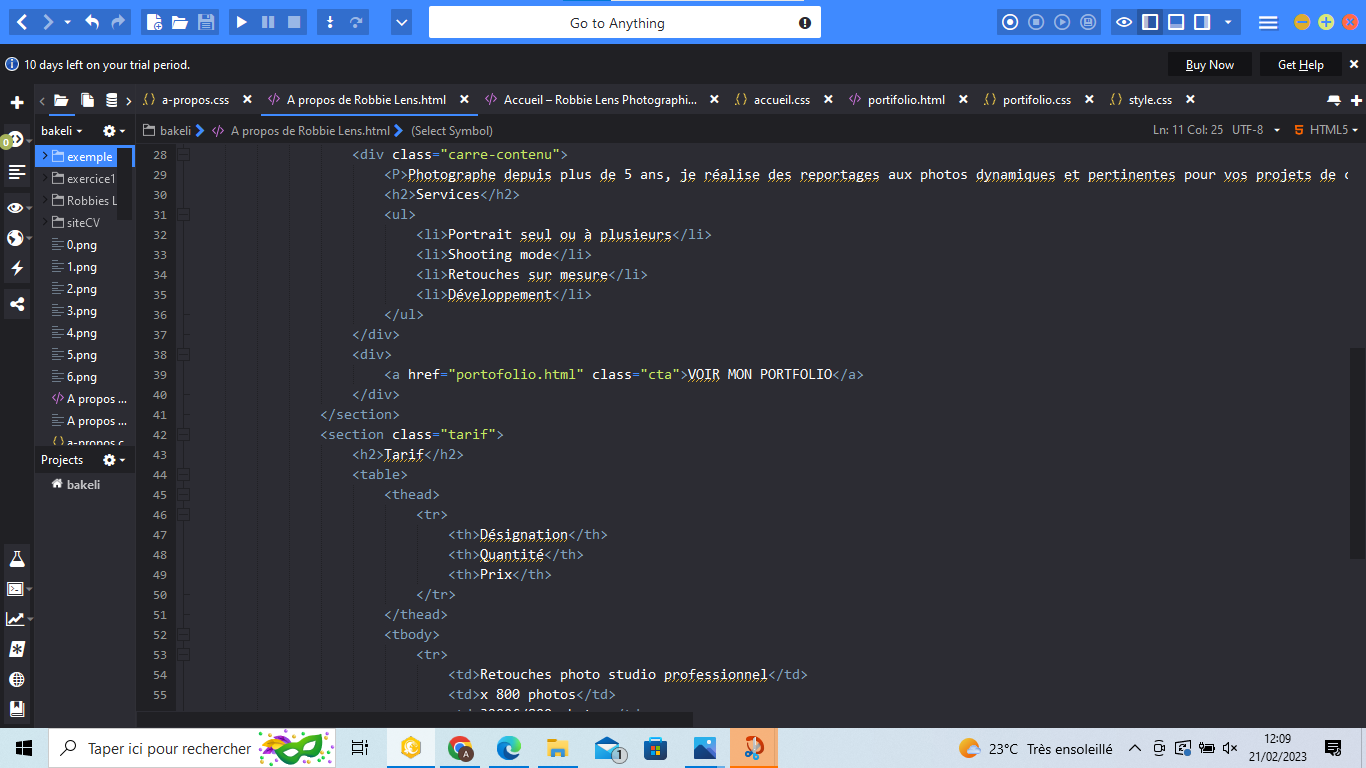 Go to Anything
10 days left on your trial period.
Buy Now
Get Help
a-propos.css
A propos de Robbie Lens.html
Accueil – Robbie Lens Photographi...
accueil.css
portifolio.html
portifolio.css
style.css
bakeli
bakeli
A propos de Robbie Lens.html
(Select Symbol)
Ln: 11 Col: 25
UTF-8
HTML5
0
exemple
exercice1
Robbies L
siteCV
0.png
1.png
2.png
3.png
4.png
5.png
6.png
A propos ...
A propos ...
a-propos.c
Projects
bakeli
28 <div class="carre-contenu">
29 <P>Photographe depuis plus de 5 ans, je réalise des reportages aux photos dynamiques et pertinentes pour vos projets de c
30 <h2>Services</h2>
31 <ul>
32 <li>Portrait seul ou à plusieurs</li>
33 <li>Shooting mode</li>
34 <li>Retouches sur mesure</li>
35 <li>Développement</li>
36 </ul>
37 </div>
38 <div>
39 <a href="portofolio.html" class="cta">VOIR MON PORTFOLIO</a>
40 </div>
41 </section>
42 <section class="tarif">
43 <h2>Tarif</h2>
44 <table>
45 <thead>
46 <tr>
47 <th>Désignation</th>
48 <th>Quantité</th>
49 <th>Prix</th>
50 </tr>
51 </thead>
52 <tbody>
53 <tr>
54 <td>Retouches photo studio professionnel</td>
55 <td>x 800 photos</td>
Taper ici pour rechercher
A
1
23°C Très ensoleillé
12:09
21/02/2023